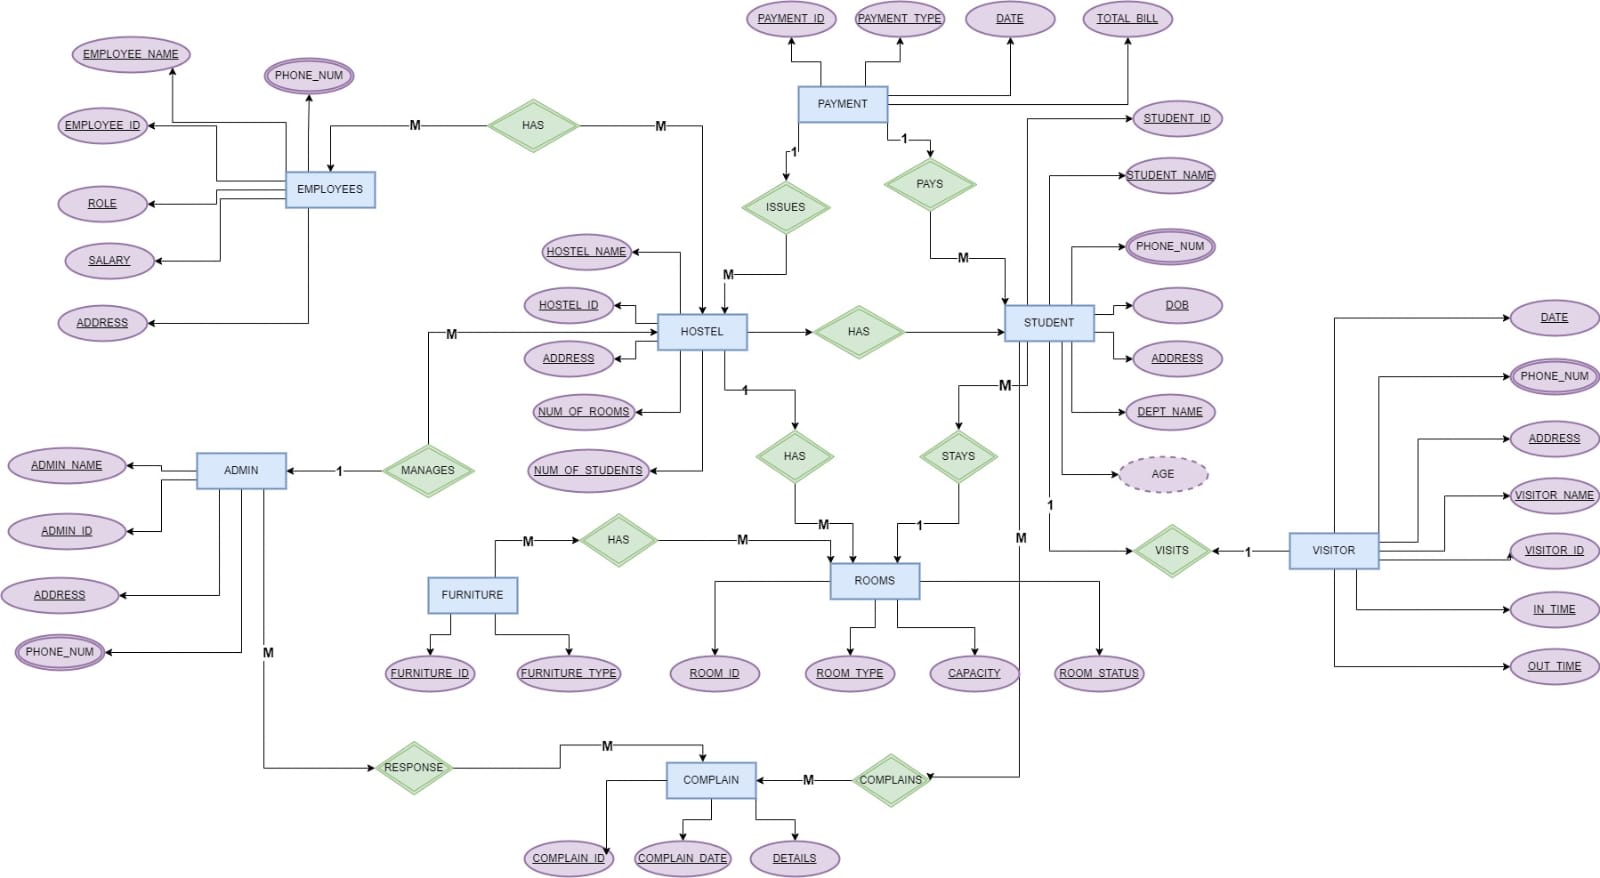 PAYMENT_ID
PAYMENT_TYPE
DATE
TOTAL_BILL
EMPLOYEE_NAME
PHONE_NUM
PAYMENT
EMPLOYEE_ID
M
HAS
M
1
1
STUDENT_ID
STUDENT_NAME
EMPLOYEES
PAYS
ROLE
ISSUES
PHONE_NUM
HOSTEL_NAME
M
SALARY
M
HOSTEL_ID
DOB
ADDRESS
M
HOSTEL
HAS
STUDENT
DATE
ADDRESS
ADDRESS
PHONE_NUM
1
M
NUM_OF_ROOMS
DEPT_NAME
ADDRESS
HAS
STAYS
ADMIN_NAME
ADMIN
1
MANAGES
NUM_OF_STUDENTS
AGE
VISITOR_NAME
1
M
1
ADMIN_ID
M
HAS
M
M
VISITS
1
VISITOR
VISITOR_ID
ADDRESS
FURNITURE
ROOMS
IN_TIME
PHONE_NUM
M
FURNITURE_ID
FURNITURE_TYPE
ROOM_ID
ROOM_TYPE
CAPACITY
ROOM_STATUS
OUT_TIME
M
RESPONSE
COMPLAIN
M
COMPLAINS
COMPLAIN_ID
COMPLAIN_DATE
DETAILS